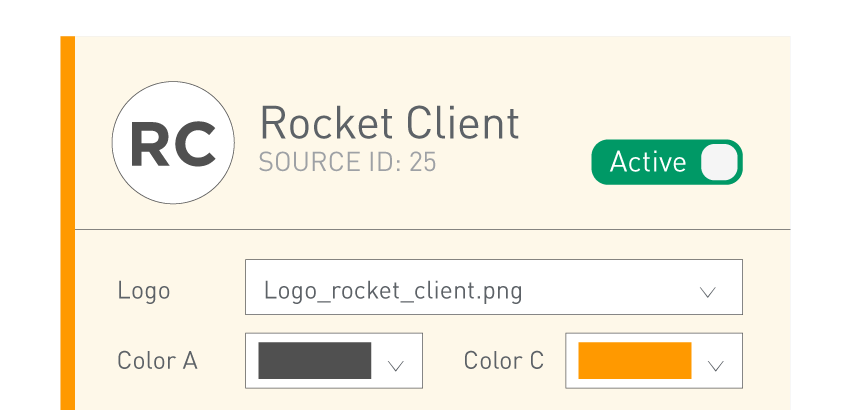 RC
Rocket Client
SOURCE ID: 25
Active
Logo
Logo_rocket_client.png
Color A
Color C